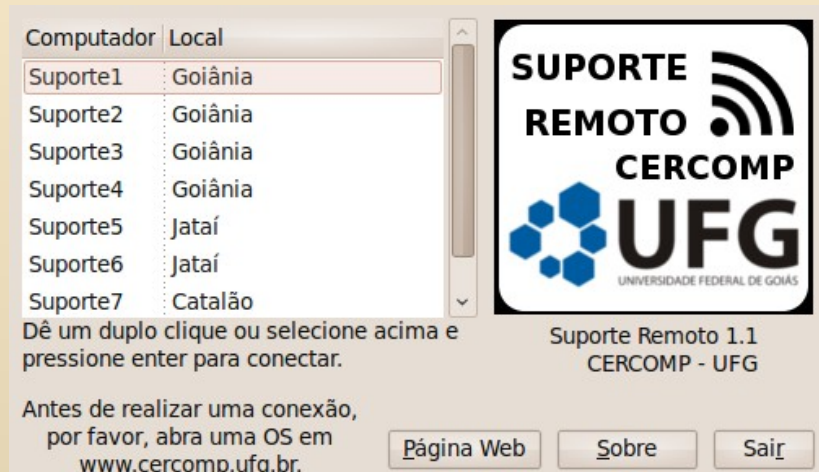 Computador Local
Suporte1 Goiânia
Suporte2 Goiânia
Suporte3 Goiânia
Suporte4 Goiânia
Suporte5 Jataí
Suporte6 Jataí
Suporte7 Catalão
Dê um duplo clique ou selecione acima e
pressione enter para conectar.
Antes de realizar uma conexão,
por favor, abra uma OS em
www.cercomp.ufg.br.
SUPORTE
REMOTO
CERCOMP
UFG
UNIVERSIDADE FEDERAL DE GOIÁS
Suporte Remoto 1.1
CERCOMP - UFG
Página Web
Sobre
Sair